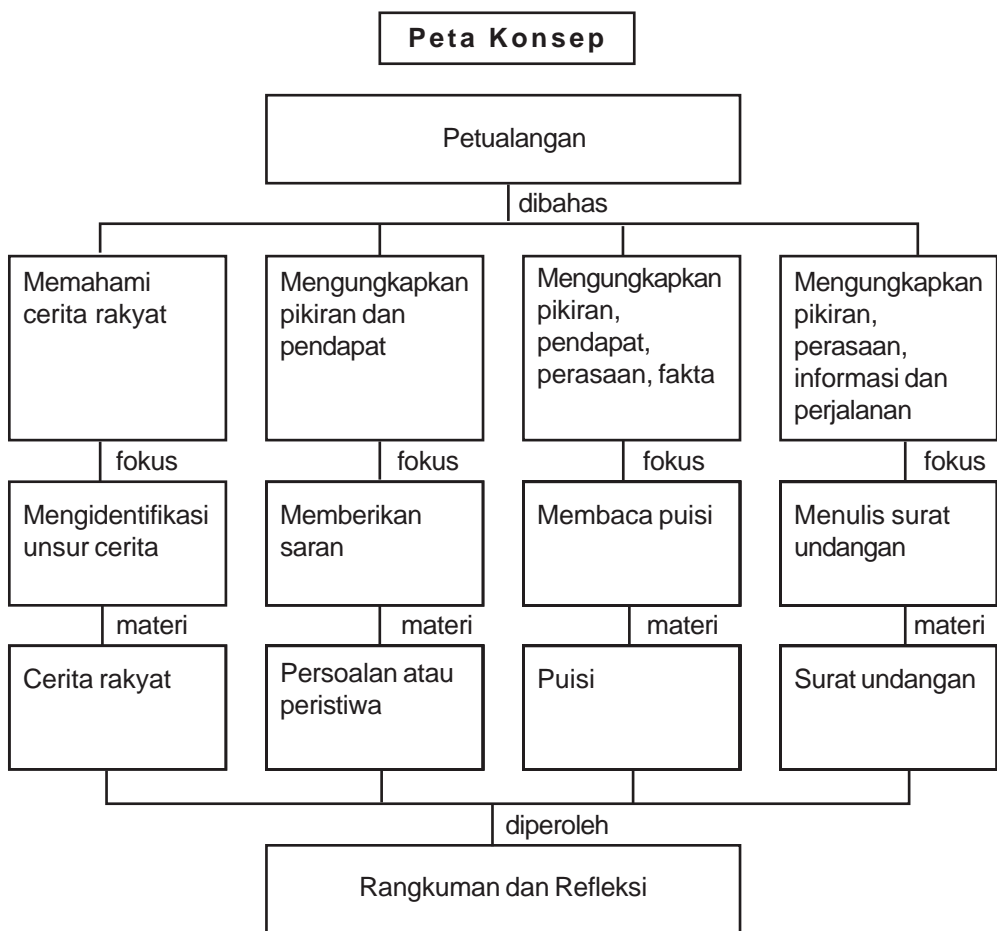 Peta Konsep
Petualangan
dibahas
Memahami
cerita rakyat
Mengungkapkan
pikiran dan
pendapat
Mengungkapkan
pikiran,
pendapat,
perasaan, fakta
Mengungkapkan
pikiran,
perasaan,
informasi dan
perjalanan
fokus
fokus
fokus
fokus
Mengidentifikasi
unsur cerita
Memberikan
saran
Membaca puisi
Menulis surat
undangan
materi
materi
materi
materi
Cerita rakyat
Persoalan atau
peristiwa
Puisi
Surat undangan
diperoleh
Rangkuman dan Refleksi